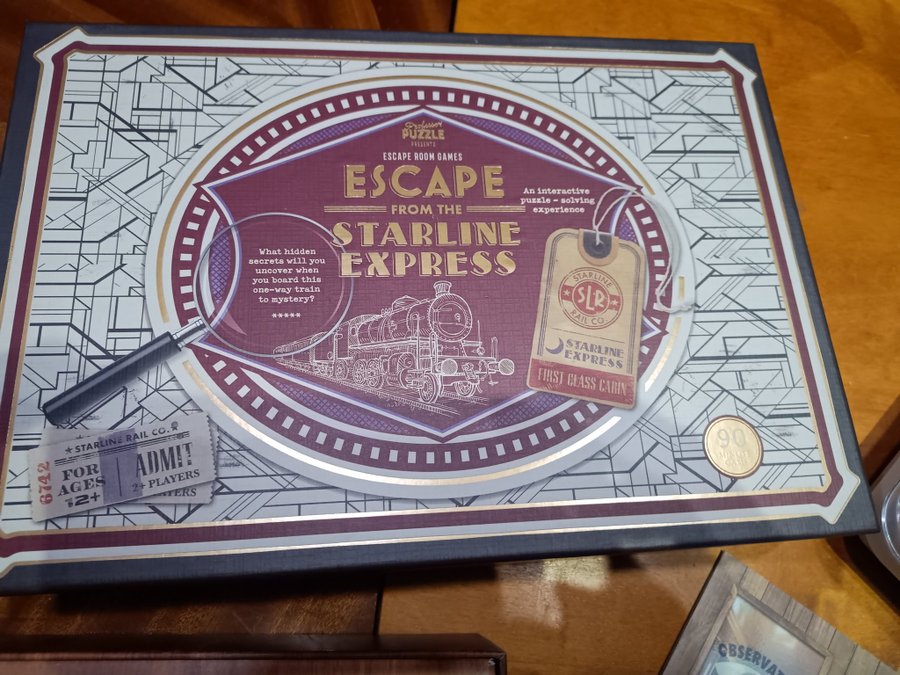 Professor
PUZZLE
PRESENTS
ESCAPE ROOM GAMES
ESCAPE
FROM THE
STARLINE
EXPRESS
An interactive
puzzle - solving
experience
What hidden
secrets will you
uncover when
you board this
one-way train
to mystery?
*****
STARLINE
SLR
RAIL CO.
STARLINE
EXPRESS
FIRST CLASS CABIN
★ STARLINE RAIL CO. ★
6742
FOR
AGES
12+
ADMIT
2+ PLAYERS
90
OBSERVAT